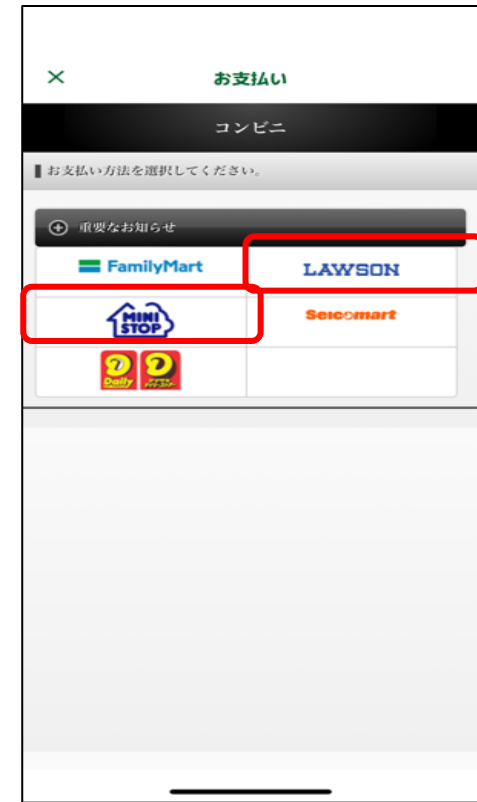 × お支払い
コンビニ
お支払い方法を選択してください。
重要なお知らせ
FamilyMart
LAWSON
MINI
STOP
Seicomart
Daily